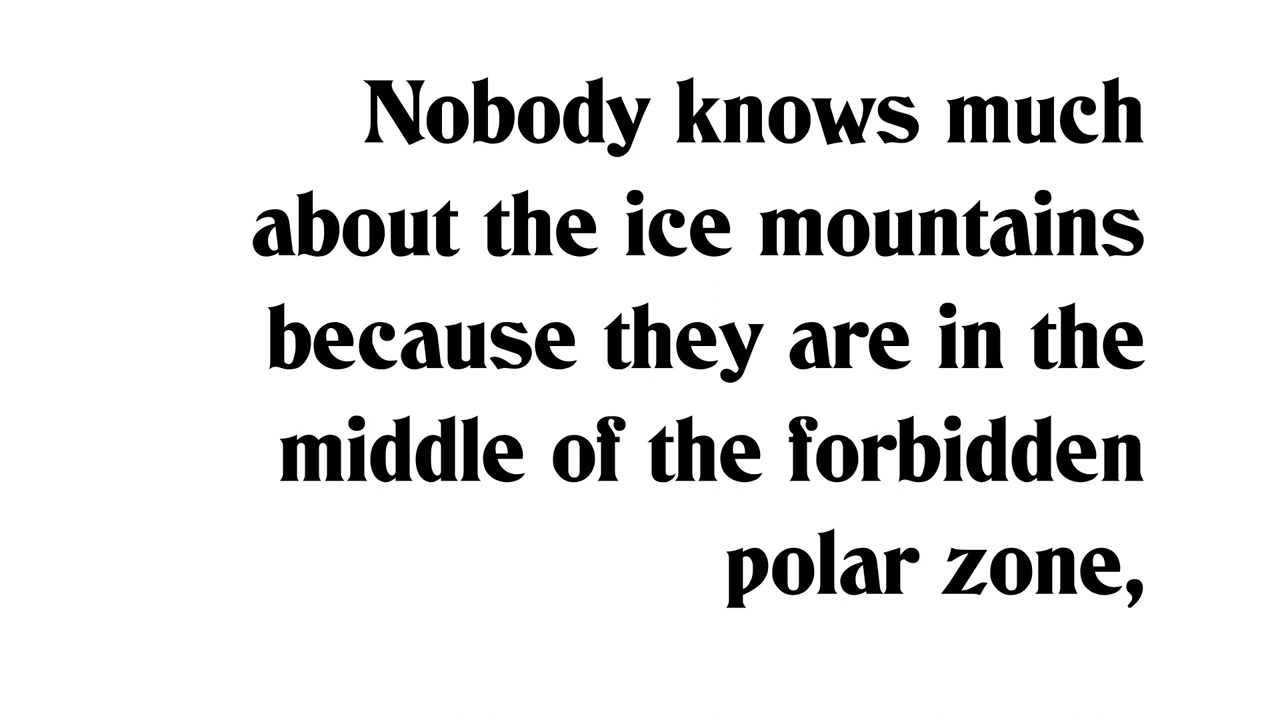 Nobody knows much
about the ice mountains
because they are in the
middle of the forbidden
polar zone,